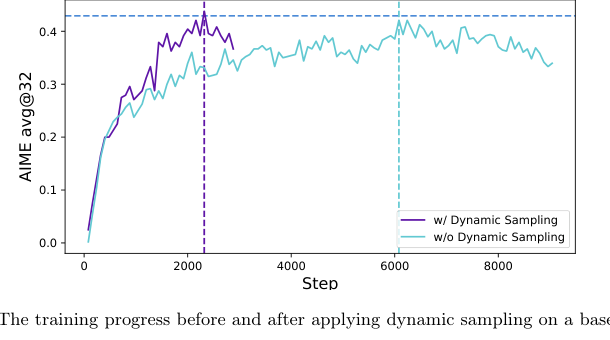 0.4
0.3
0.2
0.1
0.0
AIME avg@32
w/ Dynamic Sampling
w/o Dynamic Sampling
0 2000 4000 6000 8000
Step
The training progress before and after applying dynamic sampling on a base